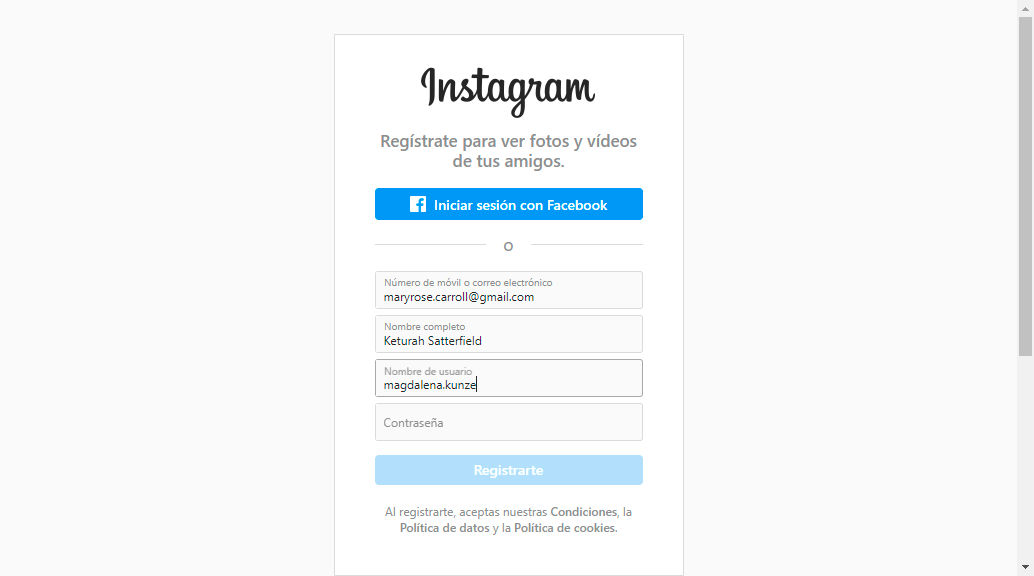 Instagram
Regístrate para ver fotos y vídeos
de tus amigos.
Iniciar sesión con Facebook
O
Número de móvil o correo electrónico
maryrose.carroll@gmail.com
Nombre completo
Keturah Satterfield
Nombre de usuario
magdalena.kunze
Contraseña
Registrarte
Al registrarte, aceptas nuestras Condiciones, la
Política de datos y la Política de cookies.